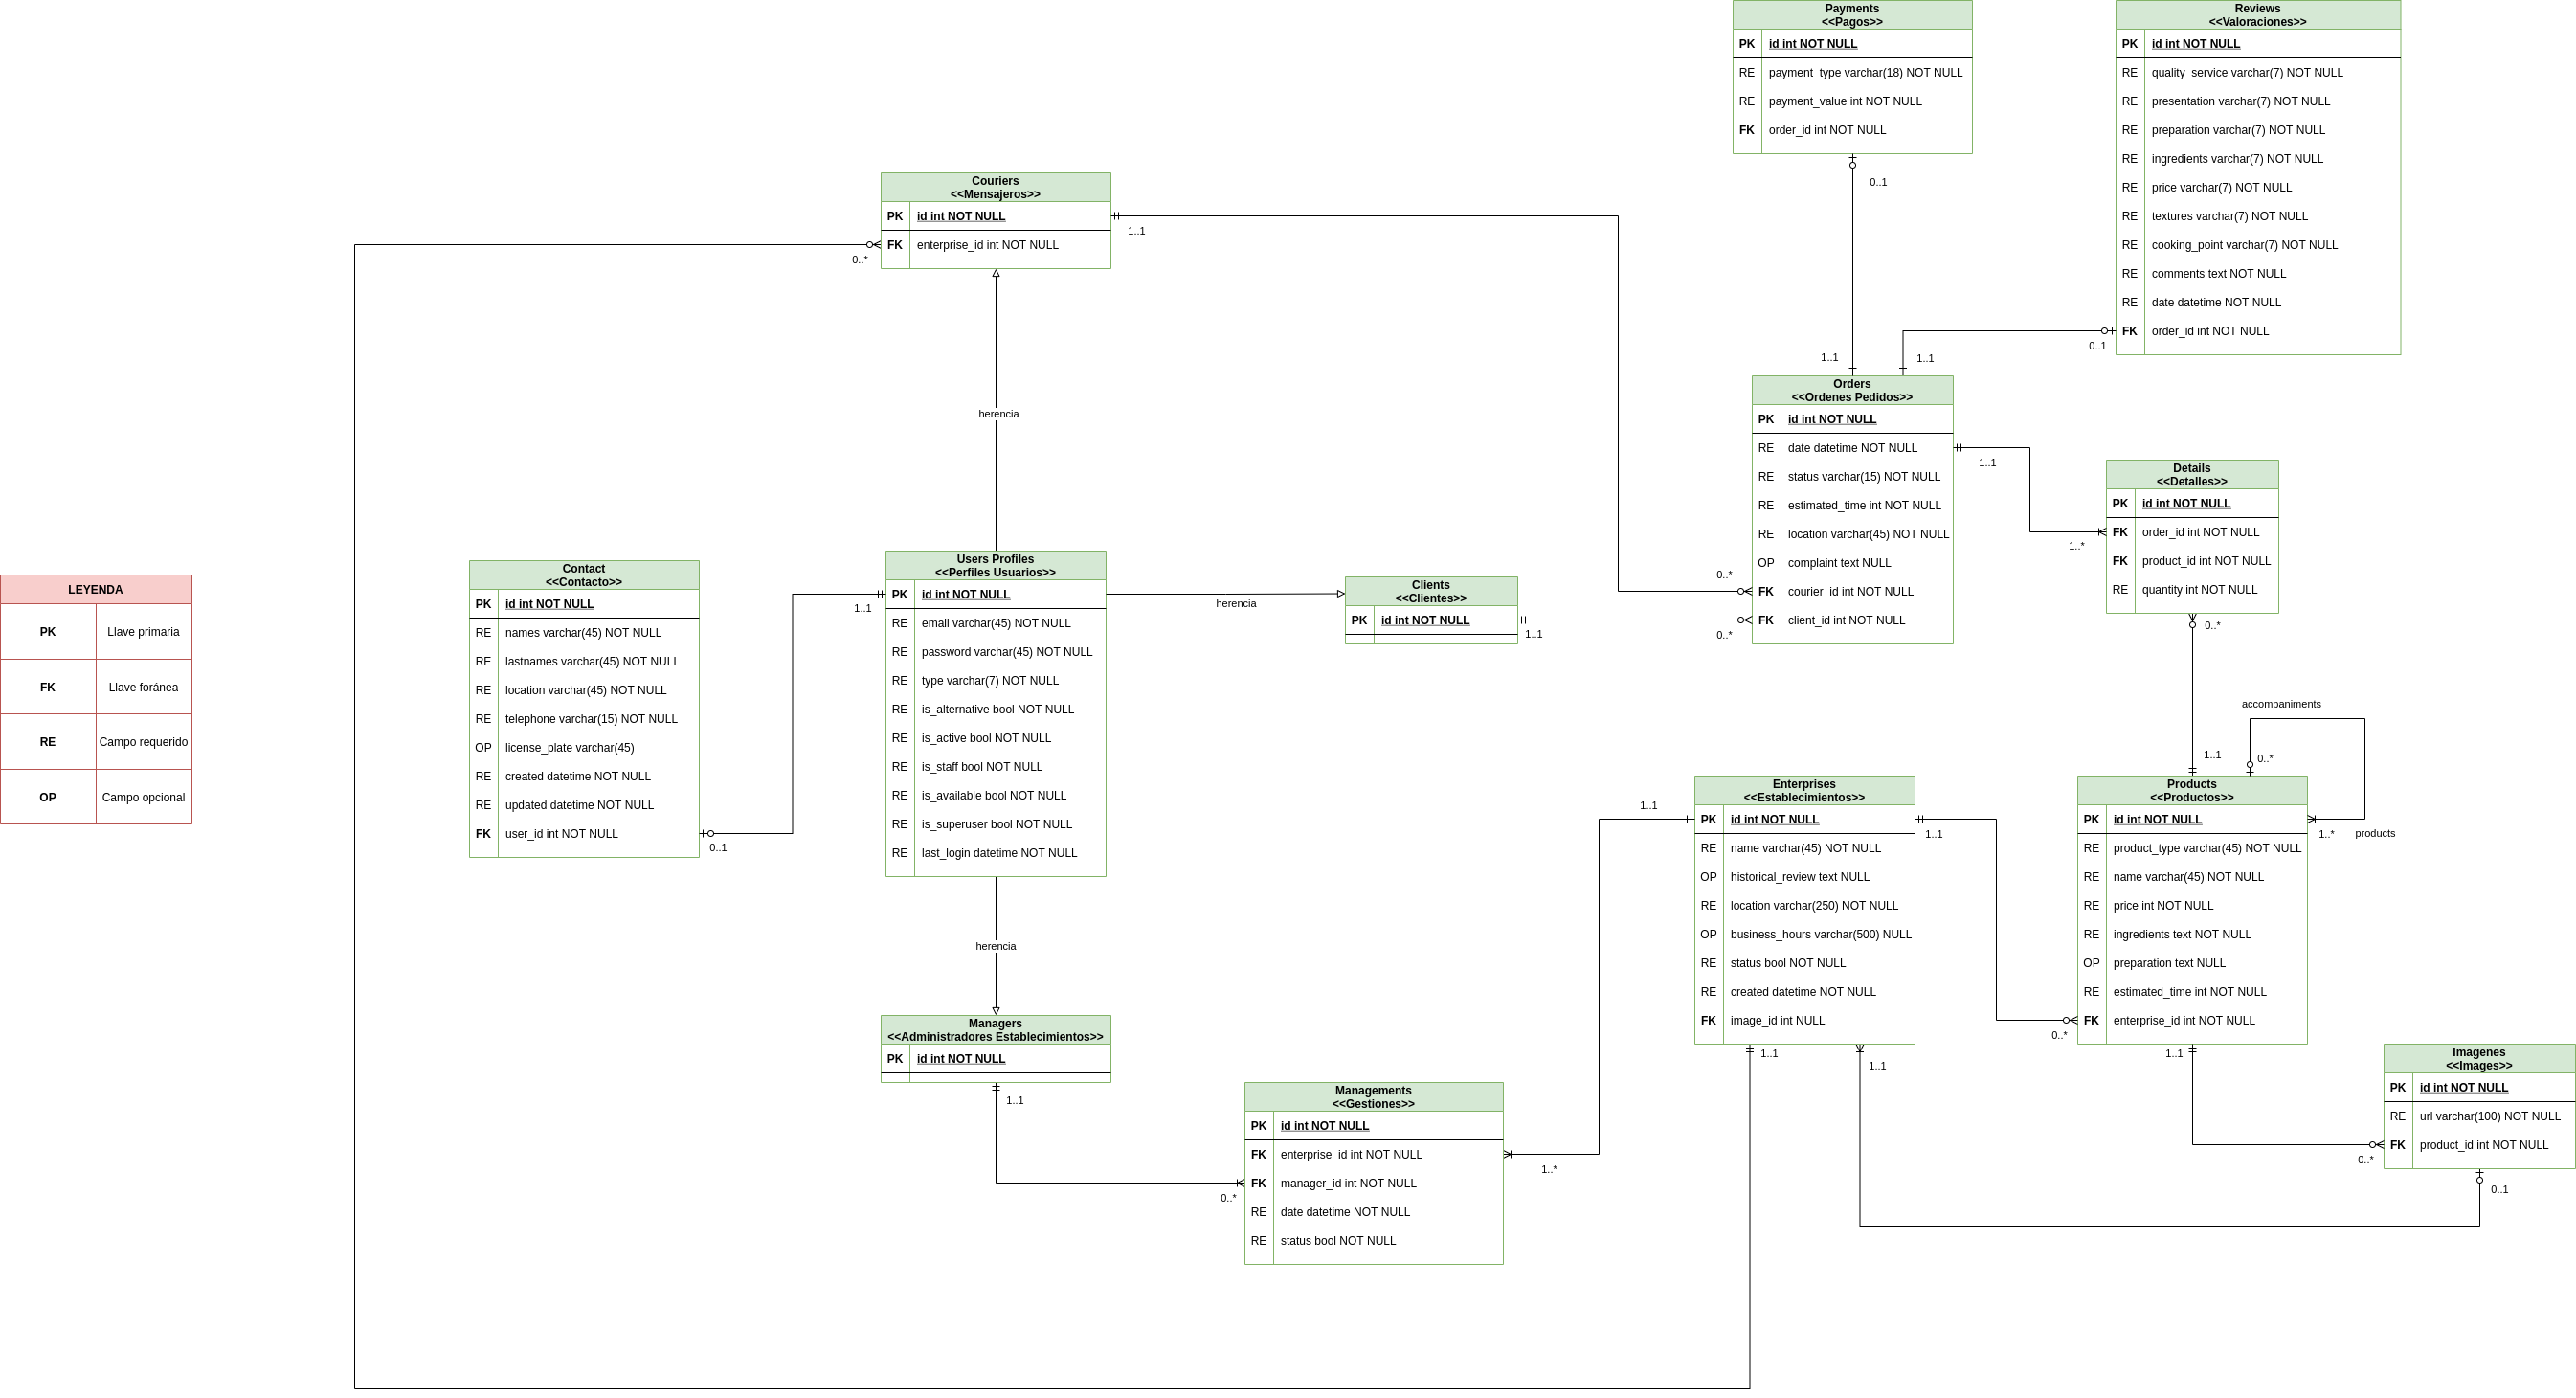 Payments
<<Pagos>>
PK id int NOT NULL
RE payment_type varchar(18) NOT NULL
RE payment_value int NOT NULL
FK order_id int NOT NULL
0..1
1..1
Reviews
<<Valoraciones>>
PK id int NOT NULL
RE quality_service varchar(7) NOT NULL
RE presentation varchar(7) NOT NULL
RE preparation varchar(7) NOT NULL
RE ingredients varchar(7) NOT NULL
RE price varchar(7) NOT NULL
RE textures varchar(7) NOT NULL
RE cooking_point varchar(7) NOT NULL
RE comments text NOT NULL
RE date datetime NOT NULL
FK order_id int NOT NULL
0..1
1..1
Couriers
<<Mensajeros>>
PK id int NOT NULL
FK enterprise_id int NOT NULL
1..1
0..*
herencia
Orders
<<Ordenes Pedidos>>
PK id int NOT NULL
RE date datetime NOT NULL
RE status varchar(15) NOT NULL
RE estimated_time int NOT NULL
RE location varchar(45) NOT NULL
OP complaint text NULL
FK courier_id int NOT NULL
FK client_id int NOT NULL
0..*
0..*
1..1
1..*
Details
<<Detalles>>
PK id int NOT NULL
FK order_id int NOT NULL
FK product_id int NOT NULL
RE quantity int NOT NULL
0..*
1..1
LEYENDA
PK Llave primaria
FK Llave foránea
RE Campo requerido
OP Campo opcional
Contact
<<Contacto>>
PK id int NOT NULL
RE names varchar(45) NOT NULL
RE lastnames varchar(45) NOT NULL
RE location varchar(45) NOT NULL
RE telephone varchar(15) NOT NULL
OP license_plate varchar(45)
RE created datetime NOT NULL
RE updated datetime NOT NULL
FK user_id int NOT NULL
0..1
1..1
Users Profiles
<<Perfiles Usuarios>>
PK id int NOT NULL
RE email varchar(45) NOT NULL
RE password varchar(45) NOT NULL
RE type varchar(7) NOT NULL
RE is_alternative bool NOT NULL
RE is_active bool NOT NULL
RE is_staff bool NOT NULL
RE is_available bool NOT NULL
RE is_superuser bool NOT NULL
RE last_login datetime NOT NULL
herencia
Clients
<<Clientes>>
PK id int NOT NULL
1..1
herencia
Managers
<<Administradores Establecimientos>>
PK id int NOT NULL
1..1
0..*
Managements
<<Gestiones>>
PK id int NOT NULL
FK enterprise_id int NOT NULL
FK manager_id int NOT NULL
RE date datetime NOT NULL
RE status bool NOT NULL
1..*
1..1
Enterprises
<<Establecimientos>>
PK id int NOT NULL
RE name varchar(45) NOT NULL
OP historical_review text NULL
RE location varchar(250) NOT NULL
OP business_hours varchar(500) NULL
RE status bool NOT NULL
RE created datetime NOT NULL
FK image_id int NULL
1..1
1..1
1..1
accompaniments
0..*
Products
<<Productos>>
PK id int NOT NULL
RE product_type varchar(45) NOT NULL
RE name varchar(45) NOT NULL
RE price int NOT NULL
RE ingredients text NOT NULL
OP preparation text NULL
RE estimated_time int NOT NULL
FK enterprise_id int NOT NULL
1..*
products
0..*
1..1
Imagenes
<<Images>>
PK id int NOT NULL
RE url varchar(100) NOT NULL
FK product_id int NOT NULL
0..*
0..1